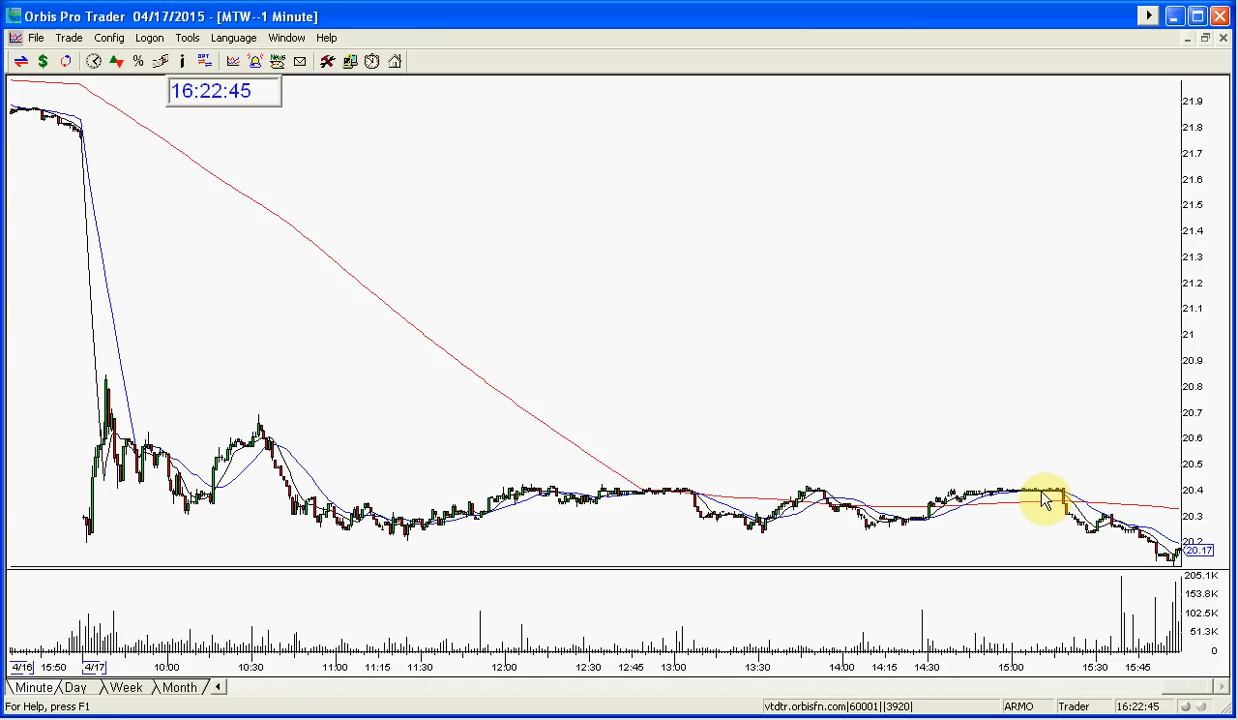 Orbis Pro Trader 04/17/2015 - [MTW--1 Minute]
File Trade Config Logon Tools Language Window Help
$ % i OPT News
16:22:45
21.9
21.8
21.7
21.6
21.5
21.4
21.3
21.2
21.1
21
20.9
20.8
20.7
20.6
20.5
20.4
20.3
20.2
20.17
205.1K
153.8K
102.5K
51.3K
0
4/16 15:50 4/17 10:00 10:30 11:00 11:15 11:30 12:00 12:30 12:45 13:00 13:30 14:00 14:15 14:30 15:00 15:30 15:45
Minute Day Week Month
For Help, press F1 vtdtr.orbisfn.com|60001||3920| ARMO Trader 16:22:45